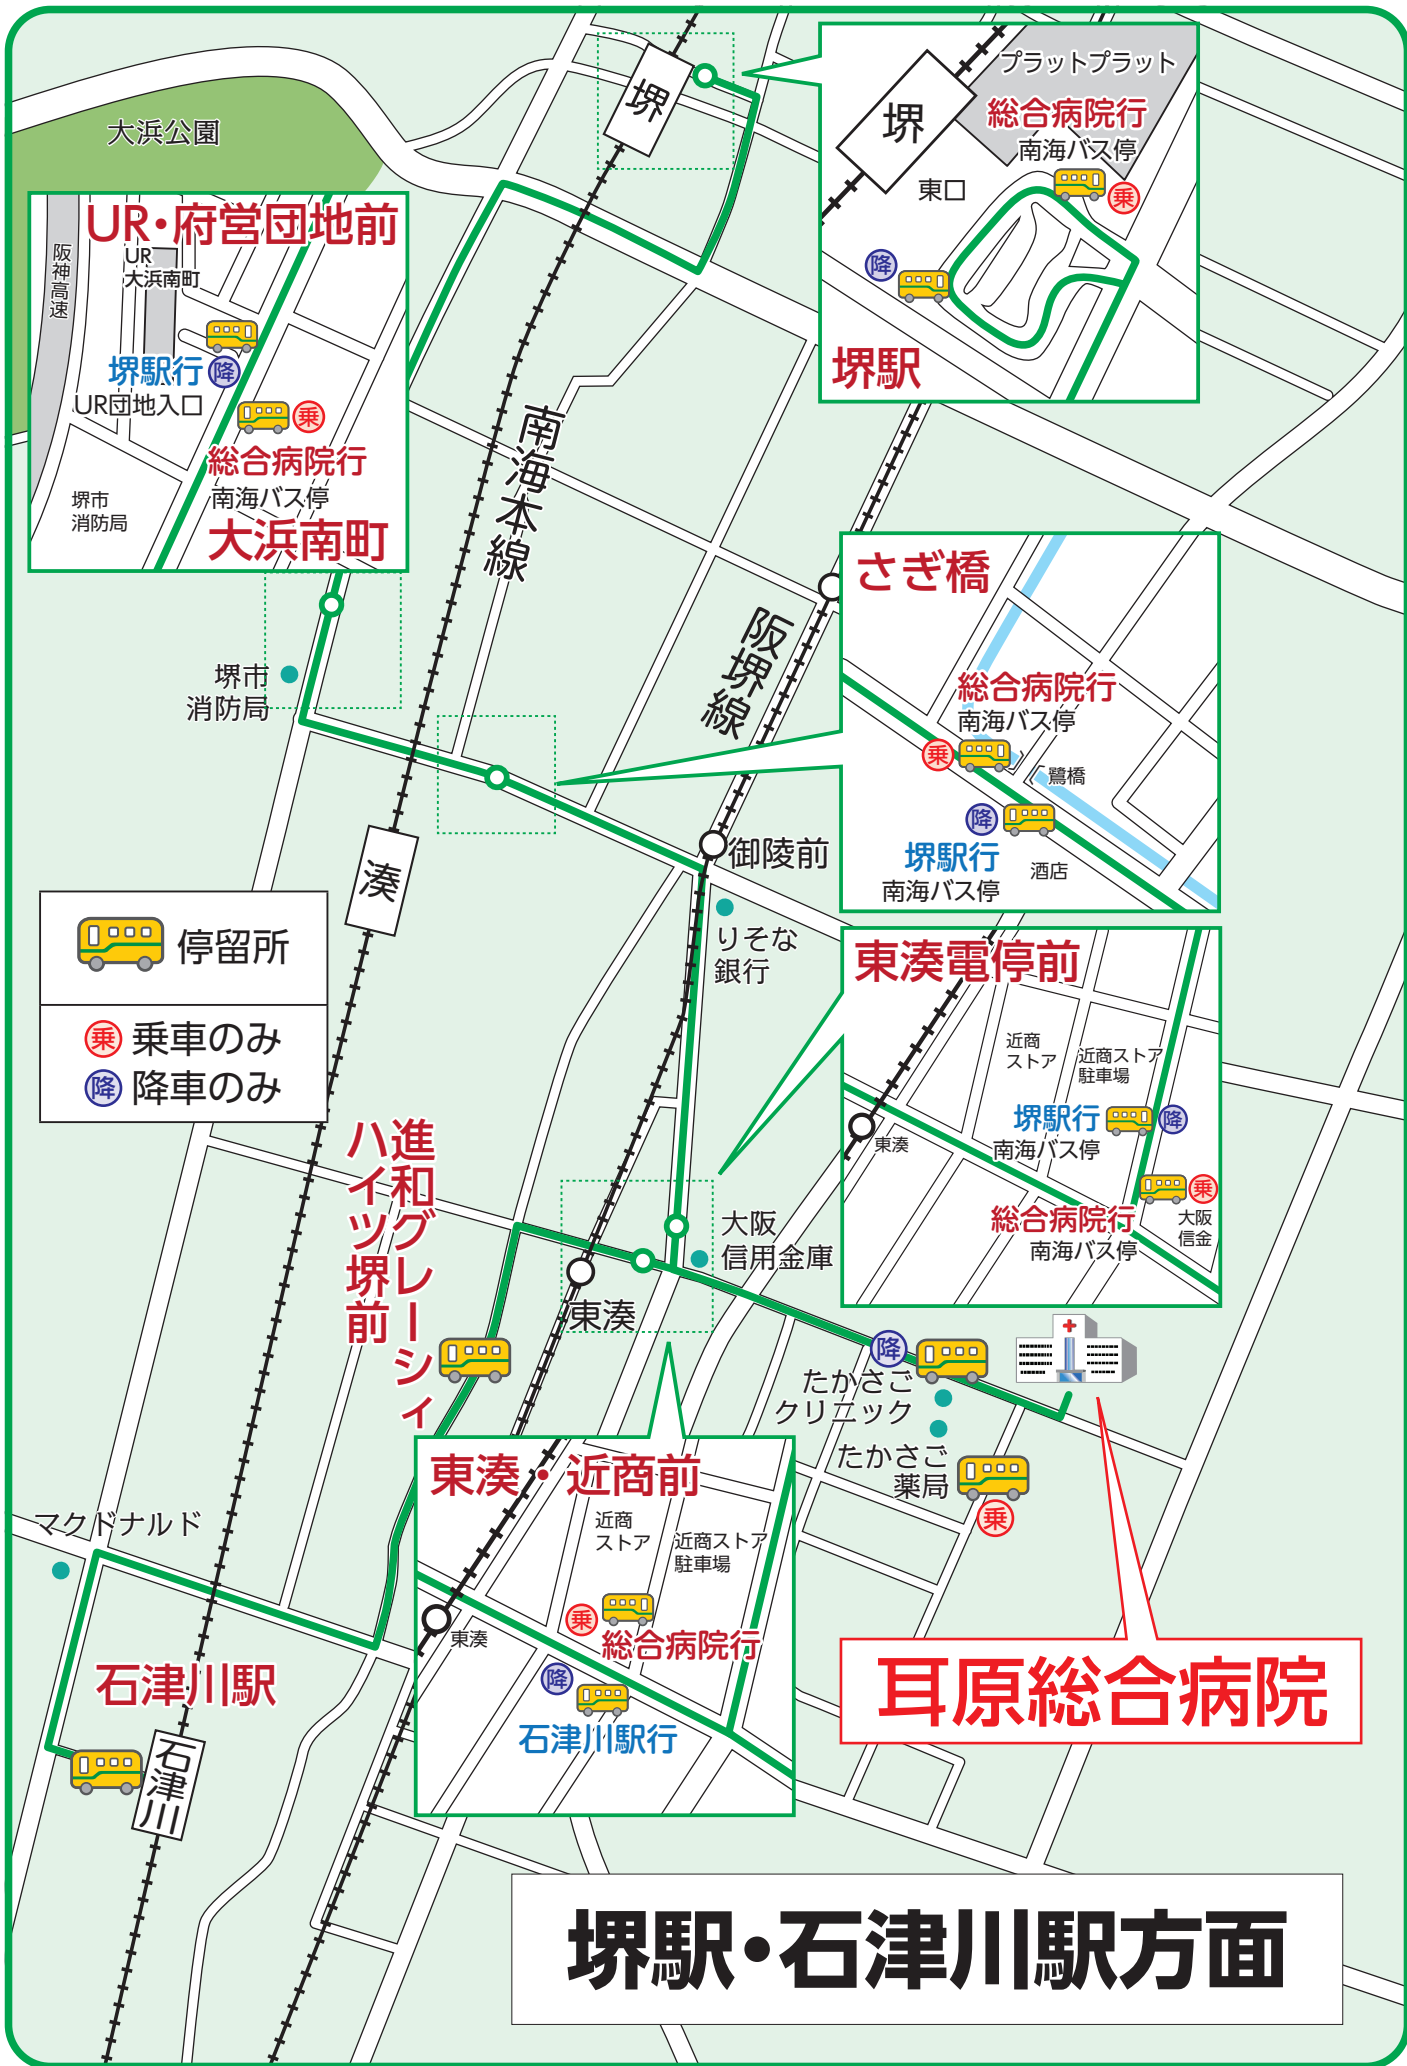 堺
大浜公園
プラットプラット
総合病院行
南海バス停
乗
堺
東口
降
堺駅
UR・府営団地前
UR
大浜南町
阪神高速
堺駅行
降
UR団地入口
乗
総合病院行
南海バス停
堺市
消防局
大浜南町
南海本線
阪堺線
堺市
消防局
さぎ橋
総合病院行
南海バス停
乗
鷺橋
降
堺駅行
南海バス停
酒店
湊
御陵前
りそな
銀行
停留所
乗 乗車のみ
降 降車のみ
東湊電停前
近商
ストア
近商ストア
駐車場
堺駅行
降
南海バス停
東湊
乗
総合病院行
南海バス停
大阪
信金
進和グレーシィ
ハイツ堺前
大阪
信用金庫
東湊
降
たかさご
クリニック
たかさご
薬局
乗
東湊・近商前
近商
ストア
近商ストア
駐車場
乗
総合病院行
東湊
降
石津川駅行
マクドナルド
石津川駅
石津川
耳原総合病院
堺駅・石津川駅方面